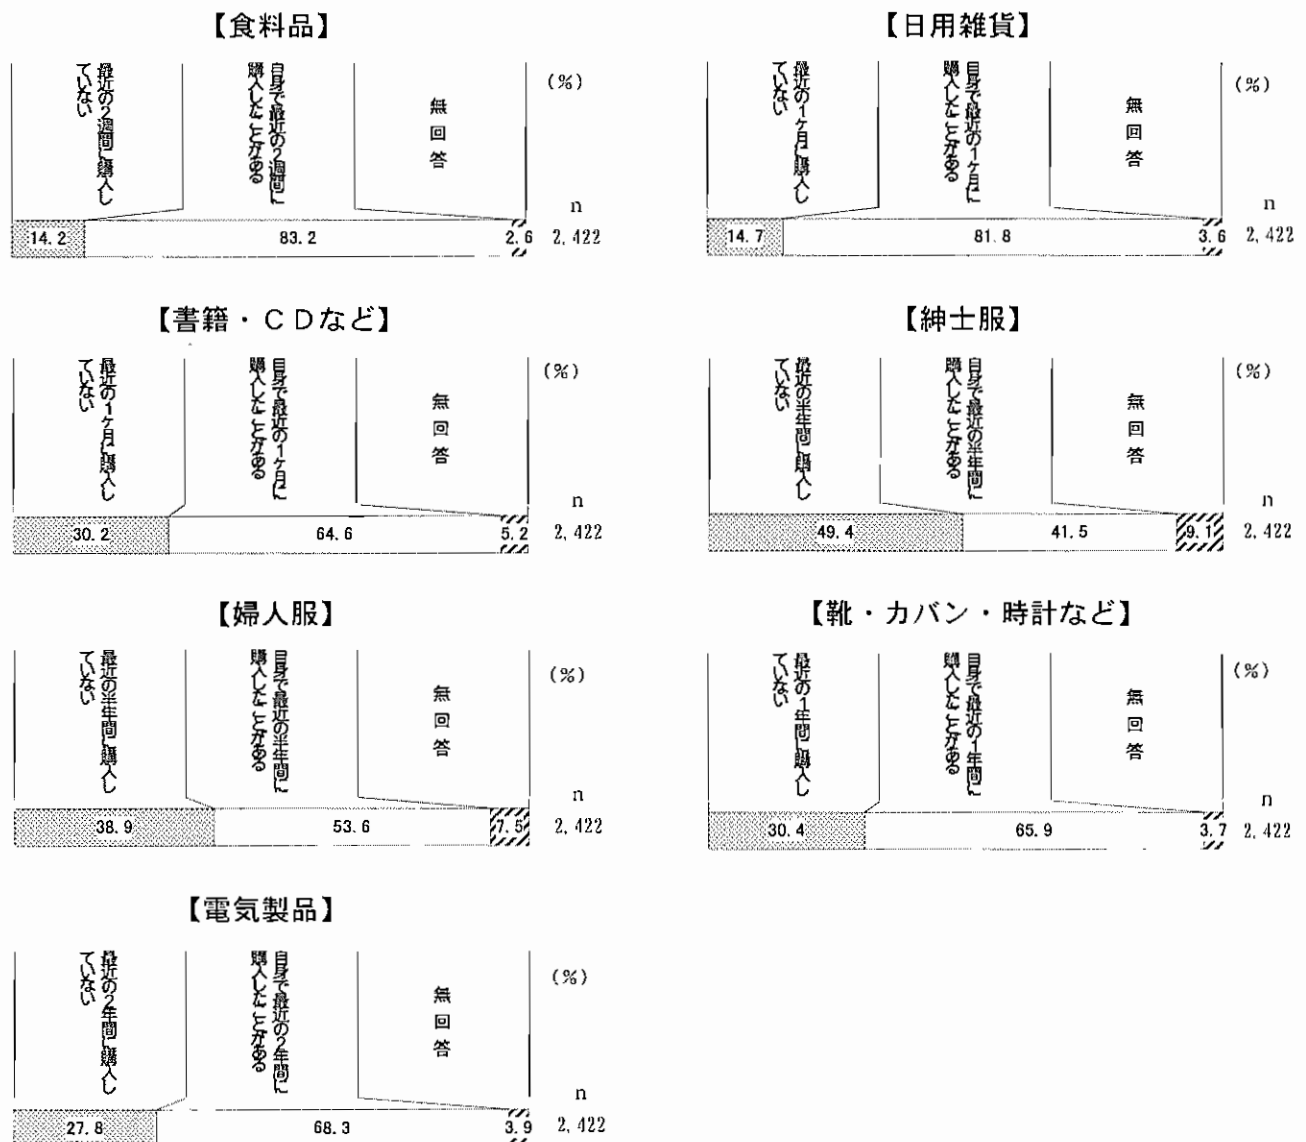 【食料品】
最近の2週間に購入し
ていない
自身で最近の2週間に
購入したことがある
無回答
(%)
n
14.2
83.2
2.6
2,422
【日用雑貨】
最近の1ヶ月に購入し
ていない
自身で最近の1ヶ月に
購入したことがある
無回答
(%)
n
14.7
81.8
3.6
2,422
【書籍・CDなど】
最近の1ヶ月に購入し
ていない
自身で最近の1ヶ月に
購入したことがある
無回答
(%)
n
30.2
64.6
5.2
2,422
【紳士服】
最近の半年間に購入し
ていない
自身で最近の半年間に
購入したことがある
無回答
(%)
n
49.4
41.5
9.1
2,422
【婦人服】
最近の半年間に購入し
ていない
自身で最近の半年間に
購入したことがある
無回答
(%)
n
38.9
53.6
7.5
2,422
【靴・カバン・時計など】
最近の1年間に購入し
ていない
自身で最近の1年間に
購入したことがある
無回答
(%)
n
30.4
65.9
3.7
2,422
【電気製品】
最近の2年間に購入し
ていない
自身で最近の2年間に
購入したことがある
無回答
(%)
n
27.8
68.3
3.9
2,422